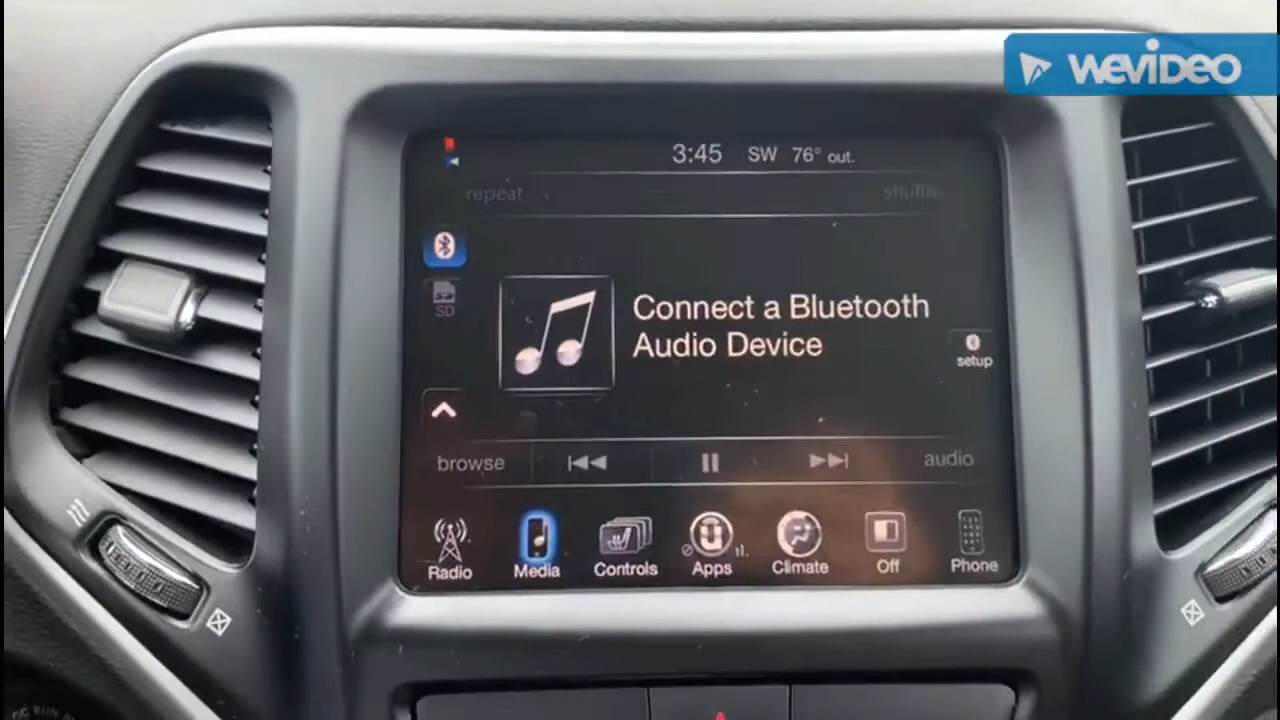 WEVIDEO
3:45 SW 76° out.
repeat shuffle
SD
Connect a Bluetooth
Audio Device
setup
browse audio
Radio Media Controls Apps Climate Off Phone
RUN